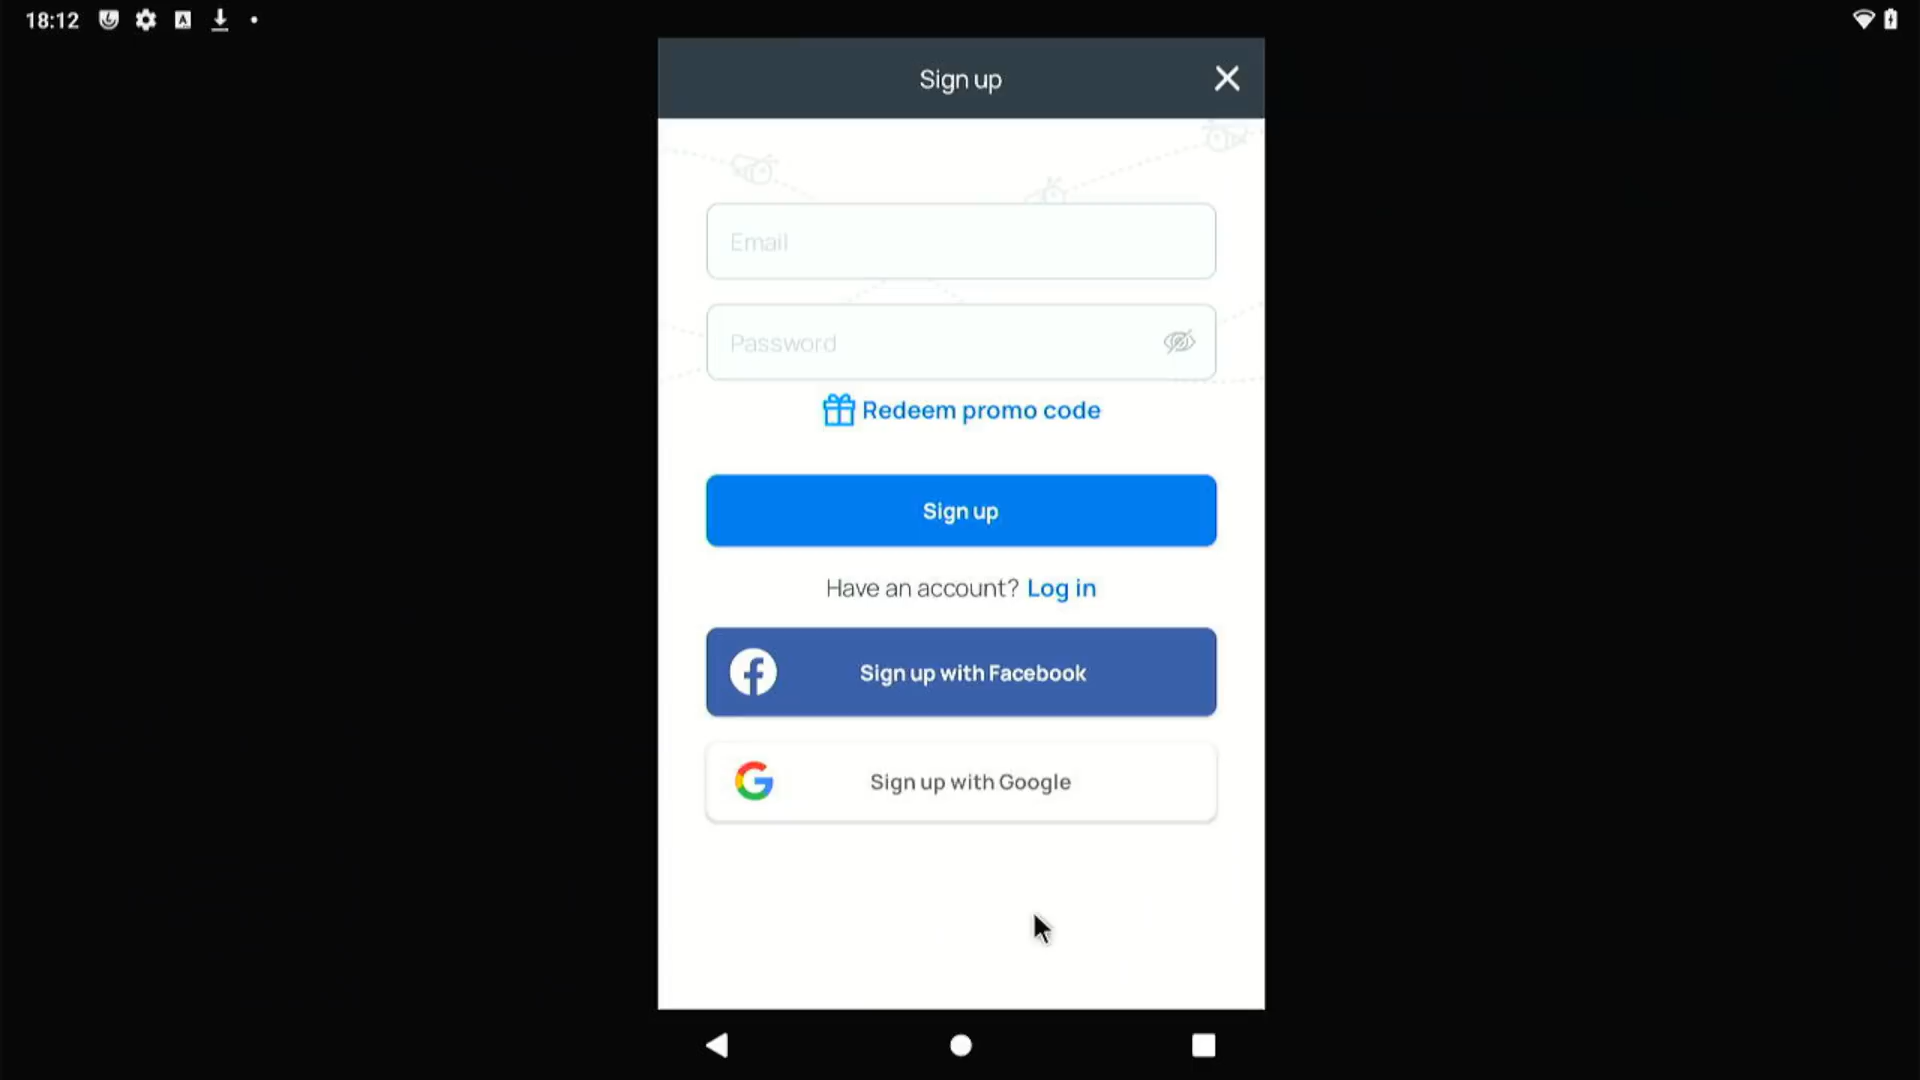 18:12
Sign up
Email
Password
Redeem promo code
Sign up
Have an account? Log in
Sign up with Facebook
Sign up with Google